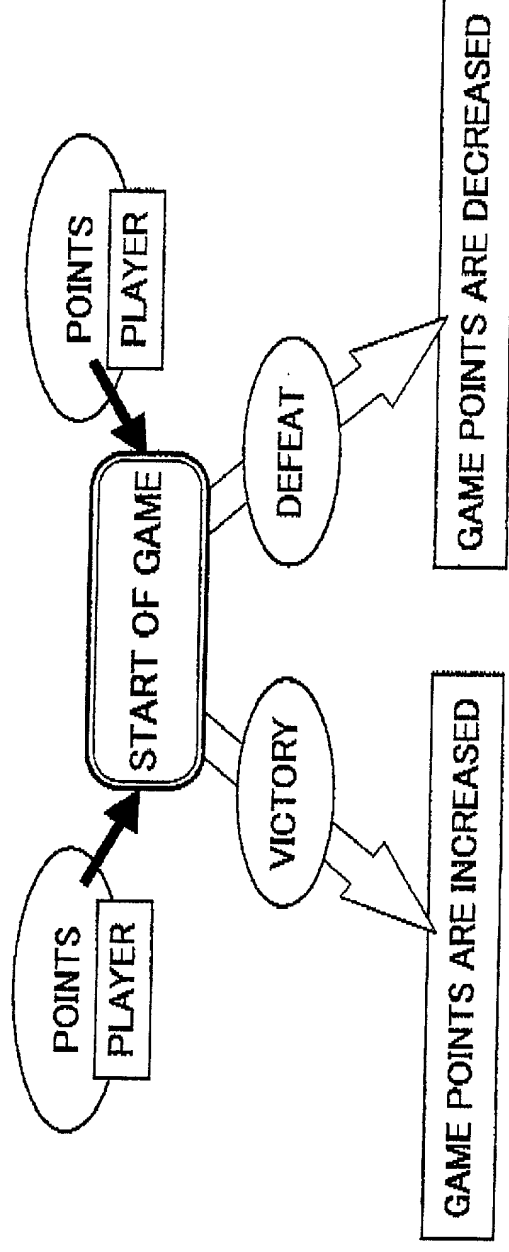 POINTS
PLAYER
POINTS
PLAYER
START OF GAME
VICTORY
DEFEAT
GAME POINTS ARE INCREASED
GAME POINTS ARE DECREASED